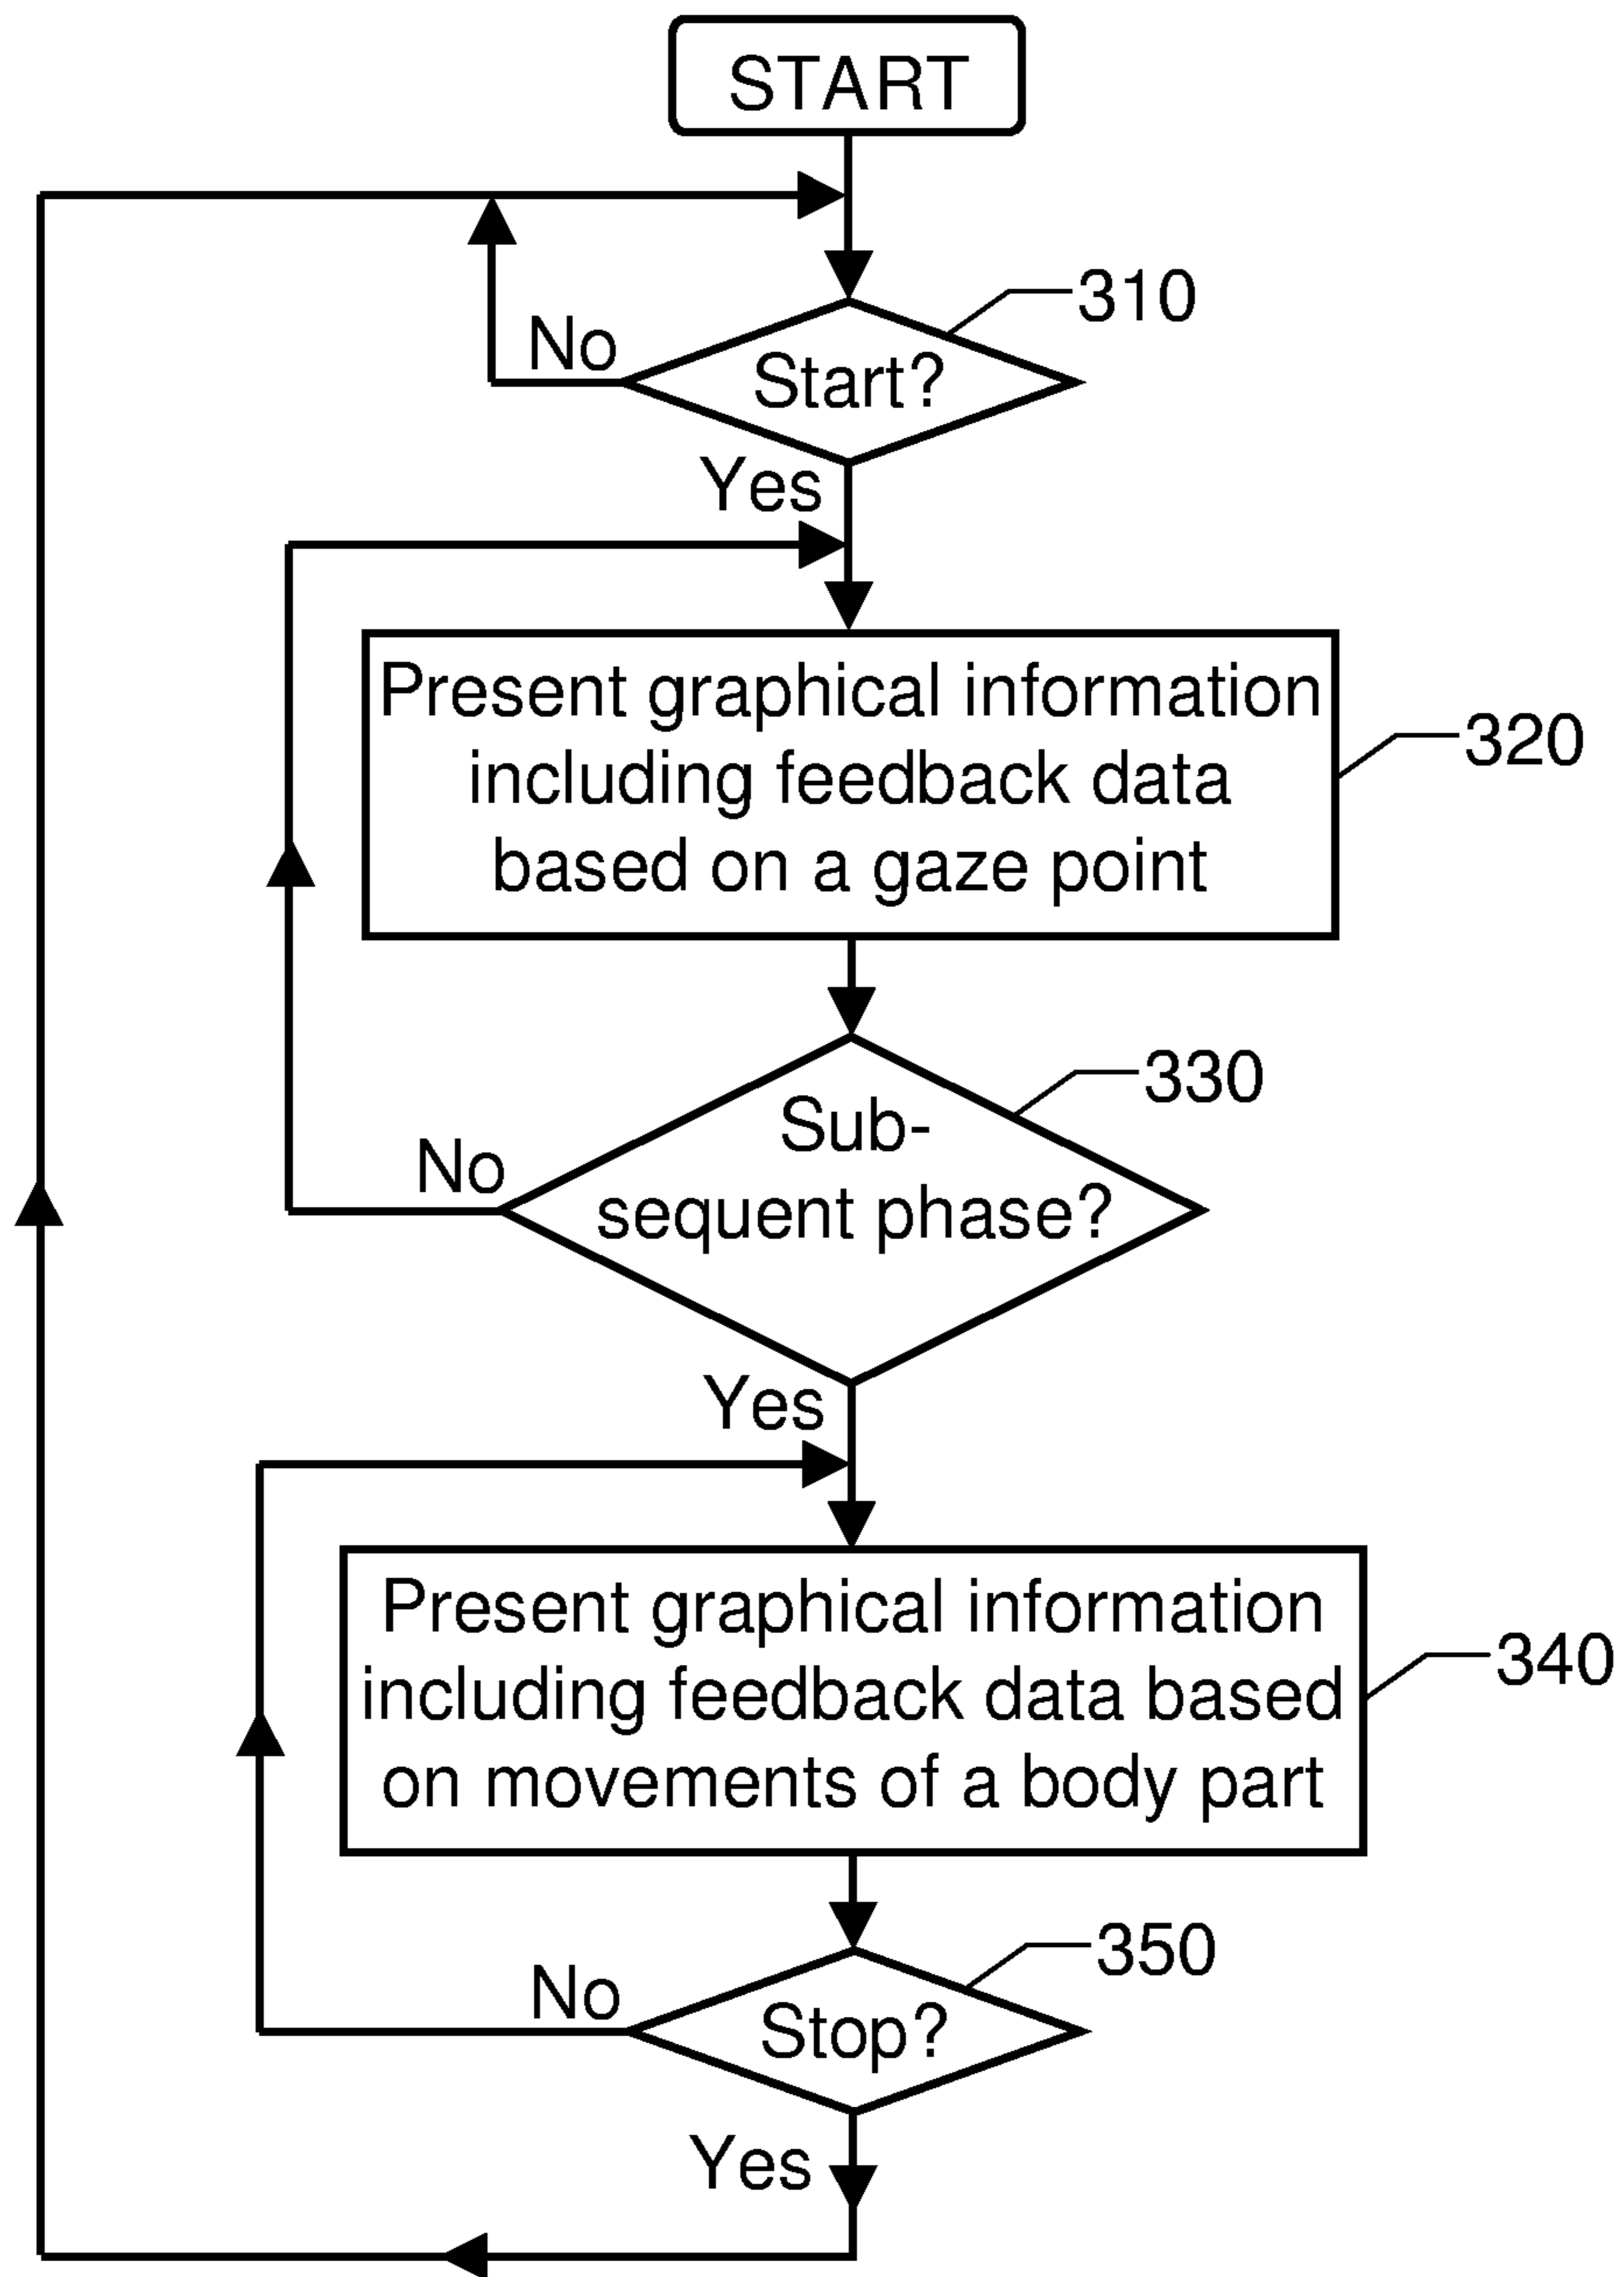 START
310
No
Start?
Yes
Present graphical information
including feedback data
based on a gaze point
320
330
Sub-
No
sequent phase?
Yes
Present graphical information
including feedback data based
on movements of a body part
340
350
No
Stop?
Yes